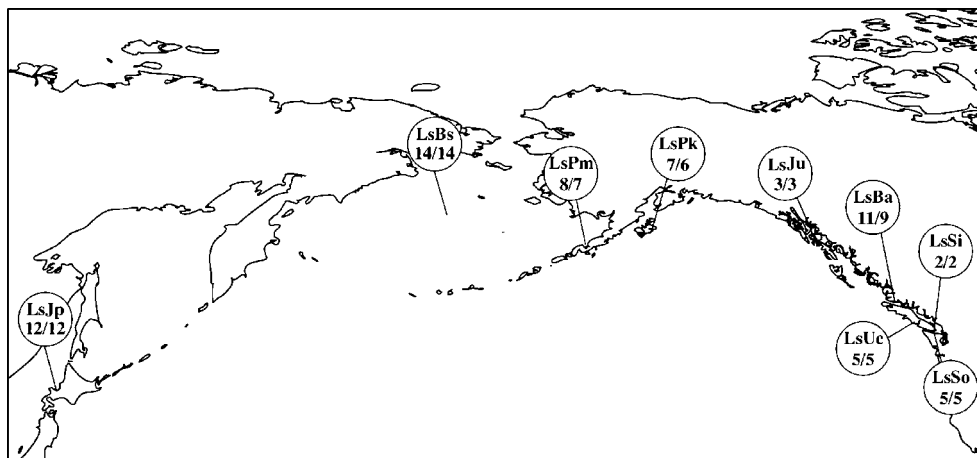 LsBs
14/14
LsPm
8/7
LsPk
7/6
LsJu
3/3
LsBa
11/9
LsSi
2/2
LsJp
12/12
LsUc
5/5
LsSo
5/5